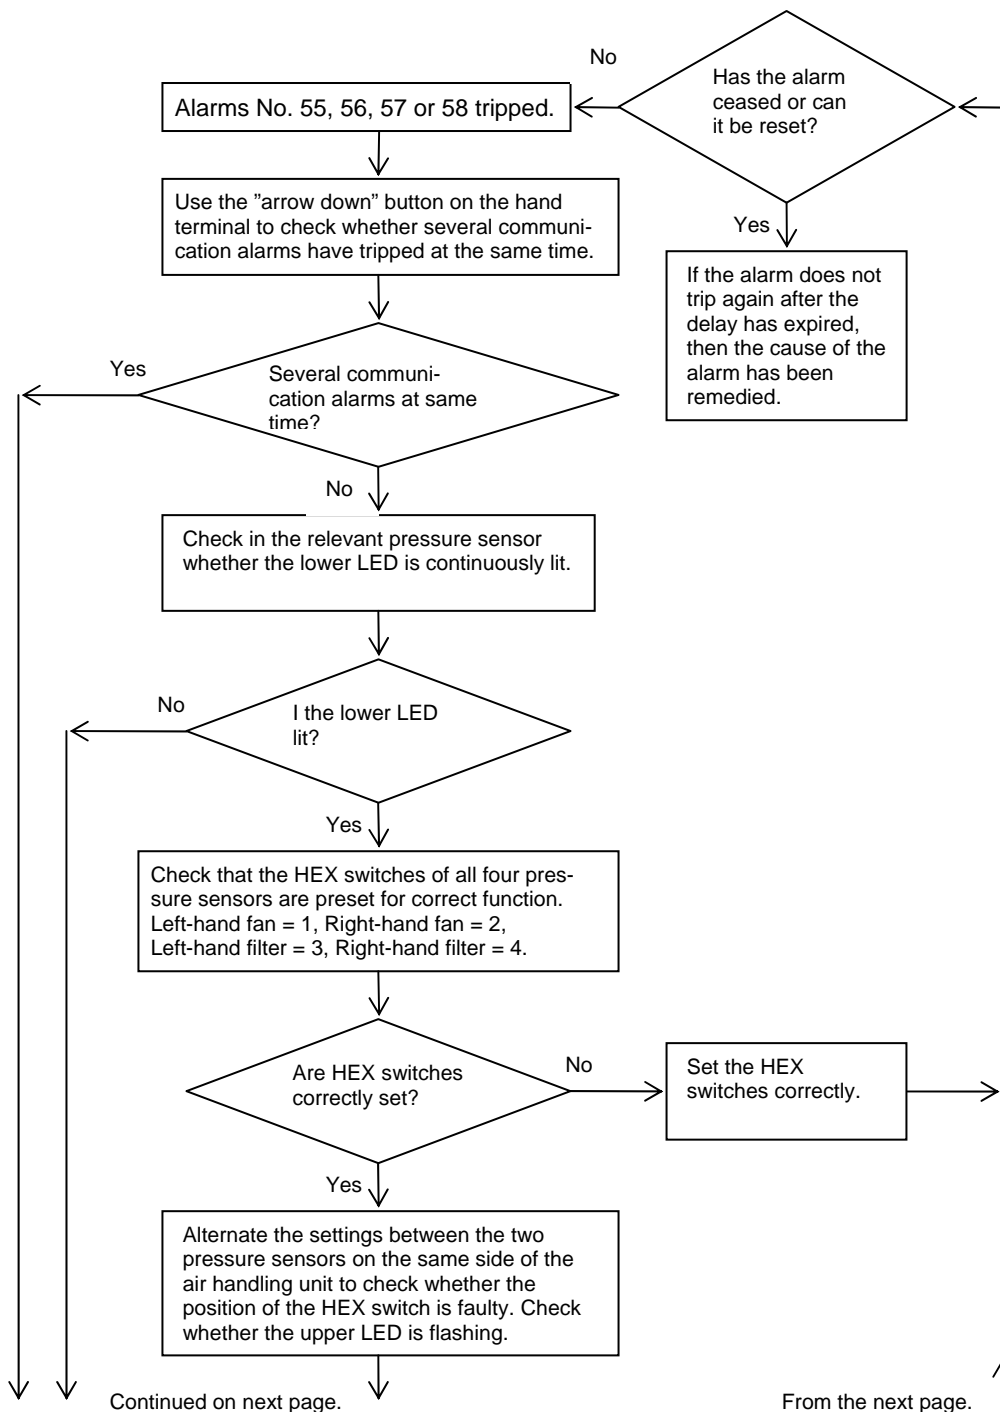 No
Has the alarm
ceased or can
it be reset?
Alarms No. 55, 56, 57 or 58 tripped.
Use the ”arrow down” button on the hand
terminal to check whether several communi-
cation alarms have tripped at the same time.
Yes
If the alarm does not
trip again after the
delay has expired,
then the cause of the
alarm has been
remedied.
Yes
Several communi-
cation alarms at same
time?
No
Check in the relevant pressure sensor
whether the lower LED is continuously lit.
No
I the lower LED
lit?
Yes
Check that the HEX switches of all four pres-
sure sensors are preset for correct function.
Left-hand fan = 1, Right-hand fan = 2,
Left-hand filter = 3, Right-hand filter = 4.
Are HEX switches
correctly set?
No
Set the HEX
switches correctly.
Yes
Alternate the settings between the two
pressure sensors on the same side of the
air handling unit to check whether the
position of the HEX switch is faulty. Check
whether the upper LED is flashing.
Continued on next page.
From the next page.